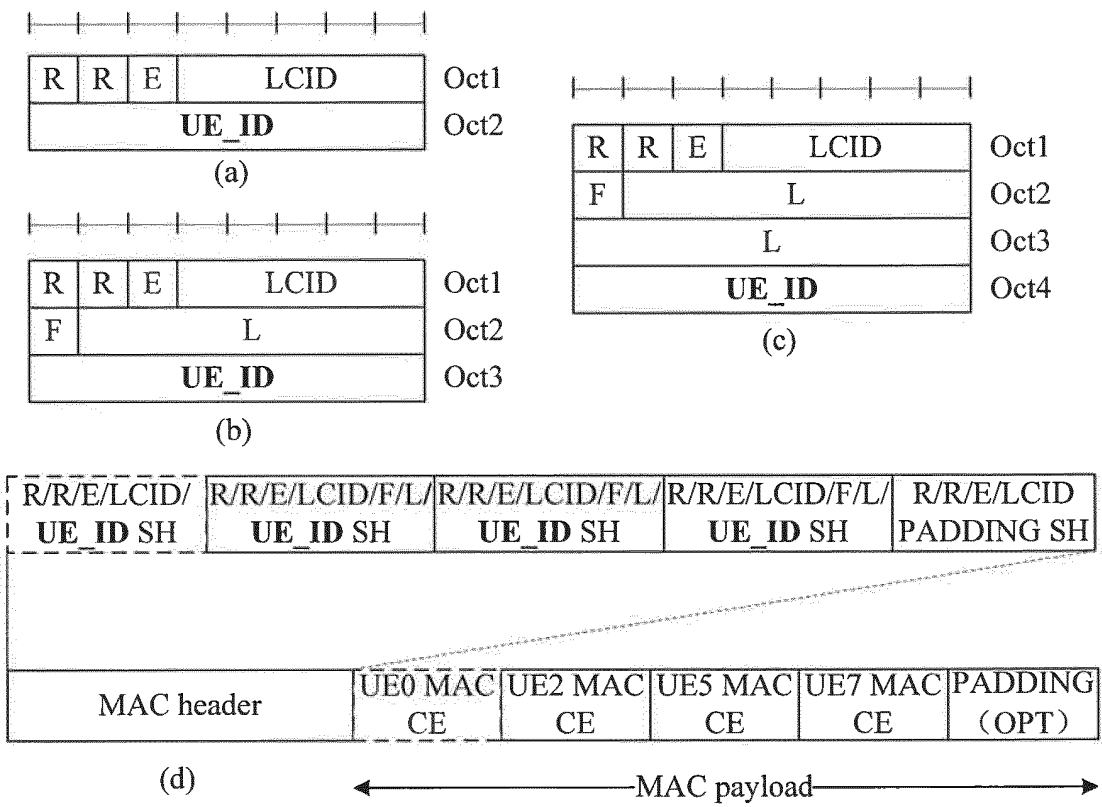 R R E LCID Oct1
UE_ID Oct2
(a)
R R E LCID Oct1
F L Oct2
UE_ID Oct3
(b)
R R E LCID Oct1
F L Oct2
L Oct3
UE_ID Oct4
(c)
R/R/E/LCID/ R/R/E/LCID/F/L/ R/R/E/LCID/F/L/ R/R/E/LCID/F/L/ R/R/E/LCID
UE_ID SH UE_ID SH UE_ID SH UE_ID SH PADDING SH
MAC header UE0 MAC UE2 MAC UE5 MAC UE7 MAC PADDING
CE CE CE CE （OPT）
(d) MAC payload